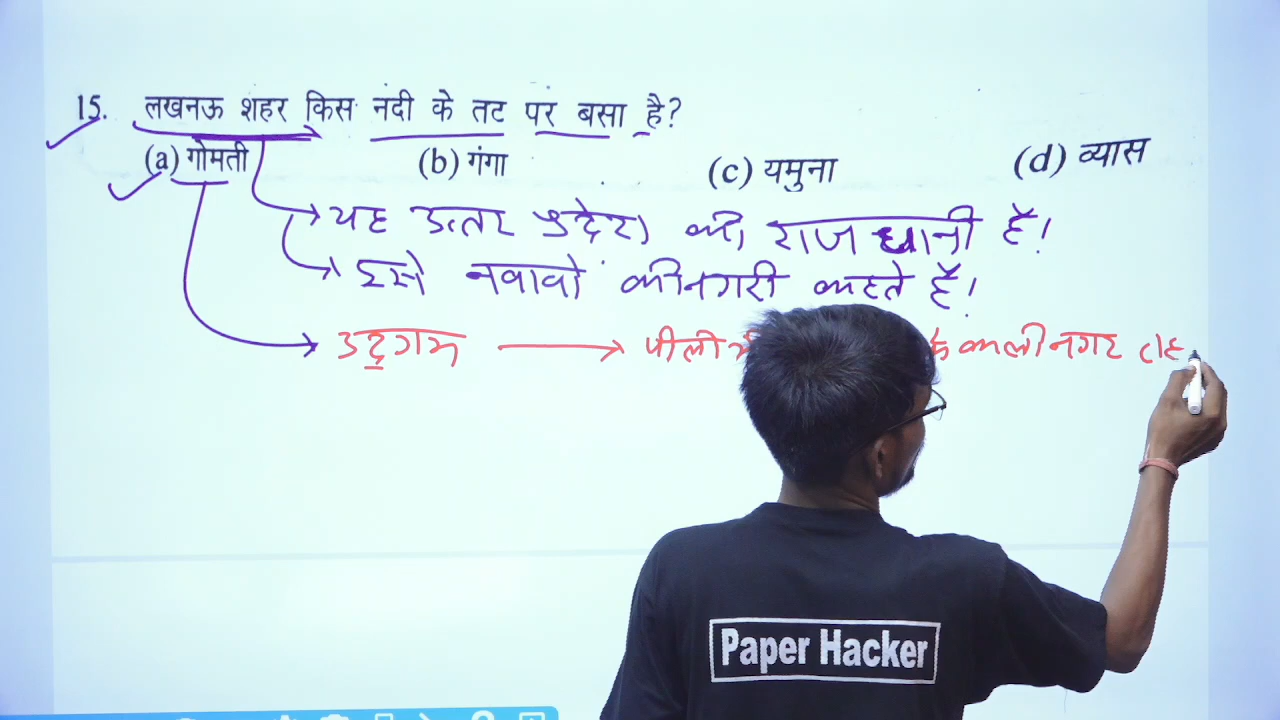 15. लखनऊ शहर किस नदी के तट पर बसा है?
(a) गोमती (b) गंगा (c) यमुना (d) व्यास
यह उत्तर प्रदेश की राजधानी है!
इसे नवावो की नगरी कहते है!
उद्गम → पीली के कालीनगर
Paper Hacker